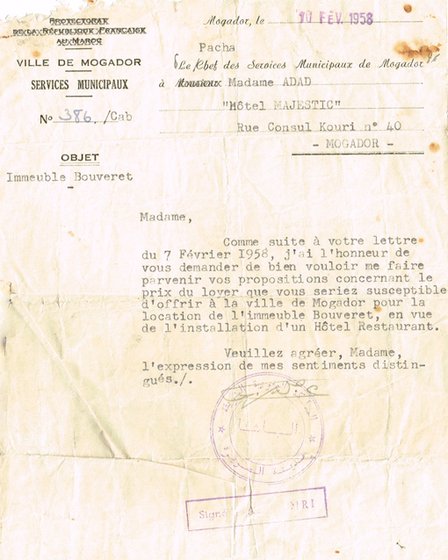 PROTECTORAT
DE LA RÉPUBLIQUE FRANÇAISE
AU MAROC
VILLE DE MOGADOR
SERVICES MUNICIPAUX
No 386./Cab
OBJET
Immeuble Bouveret
Mogador, le 10 FÉV. 1958
Pacha
Le Chef des Services Municipaux de Mogador
à Monsieur Madame ADAD
"Hôtel MAJESTIC"
Rue Consul Kouri n° 40
- MOGADOR -
Madame,
Comme suite à votre lettre
du 7 Février 1958, j'ai l'honneur de
vous demander de bien vouloir me faire
parvenir vos propositions concernant le
prix du loyer que vous seriez susceptible
d'offrir à la ville de Mogador pour la
location de l'immeuble Bouveret, en vue
de l'installation d'un Hôtel Restaurant.
Veuillez agréer, Madame,
l'expression de mes sentiments distin-
gués./.
الباشا
Signé